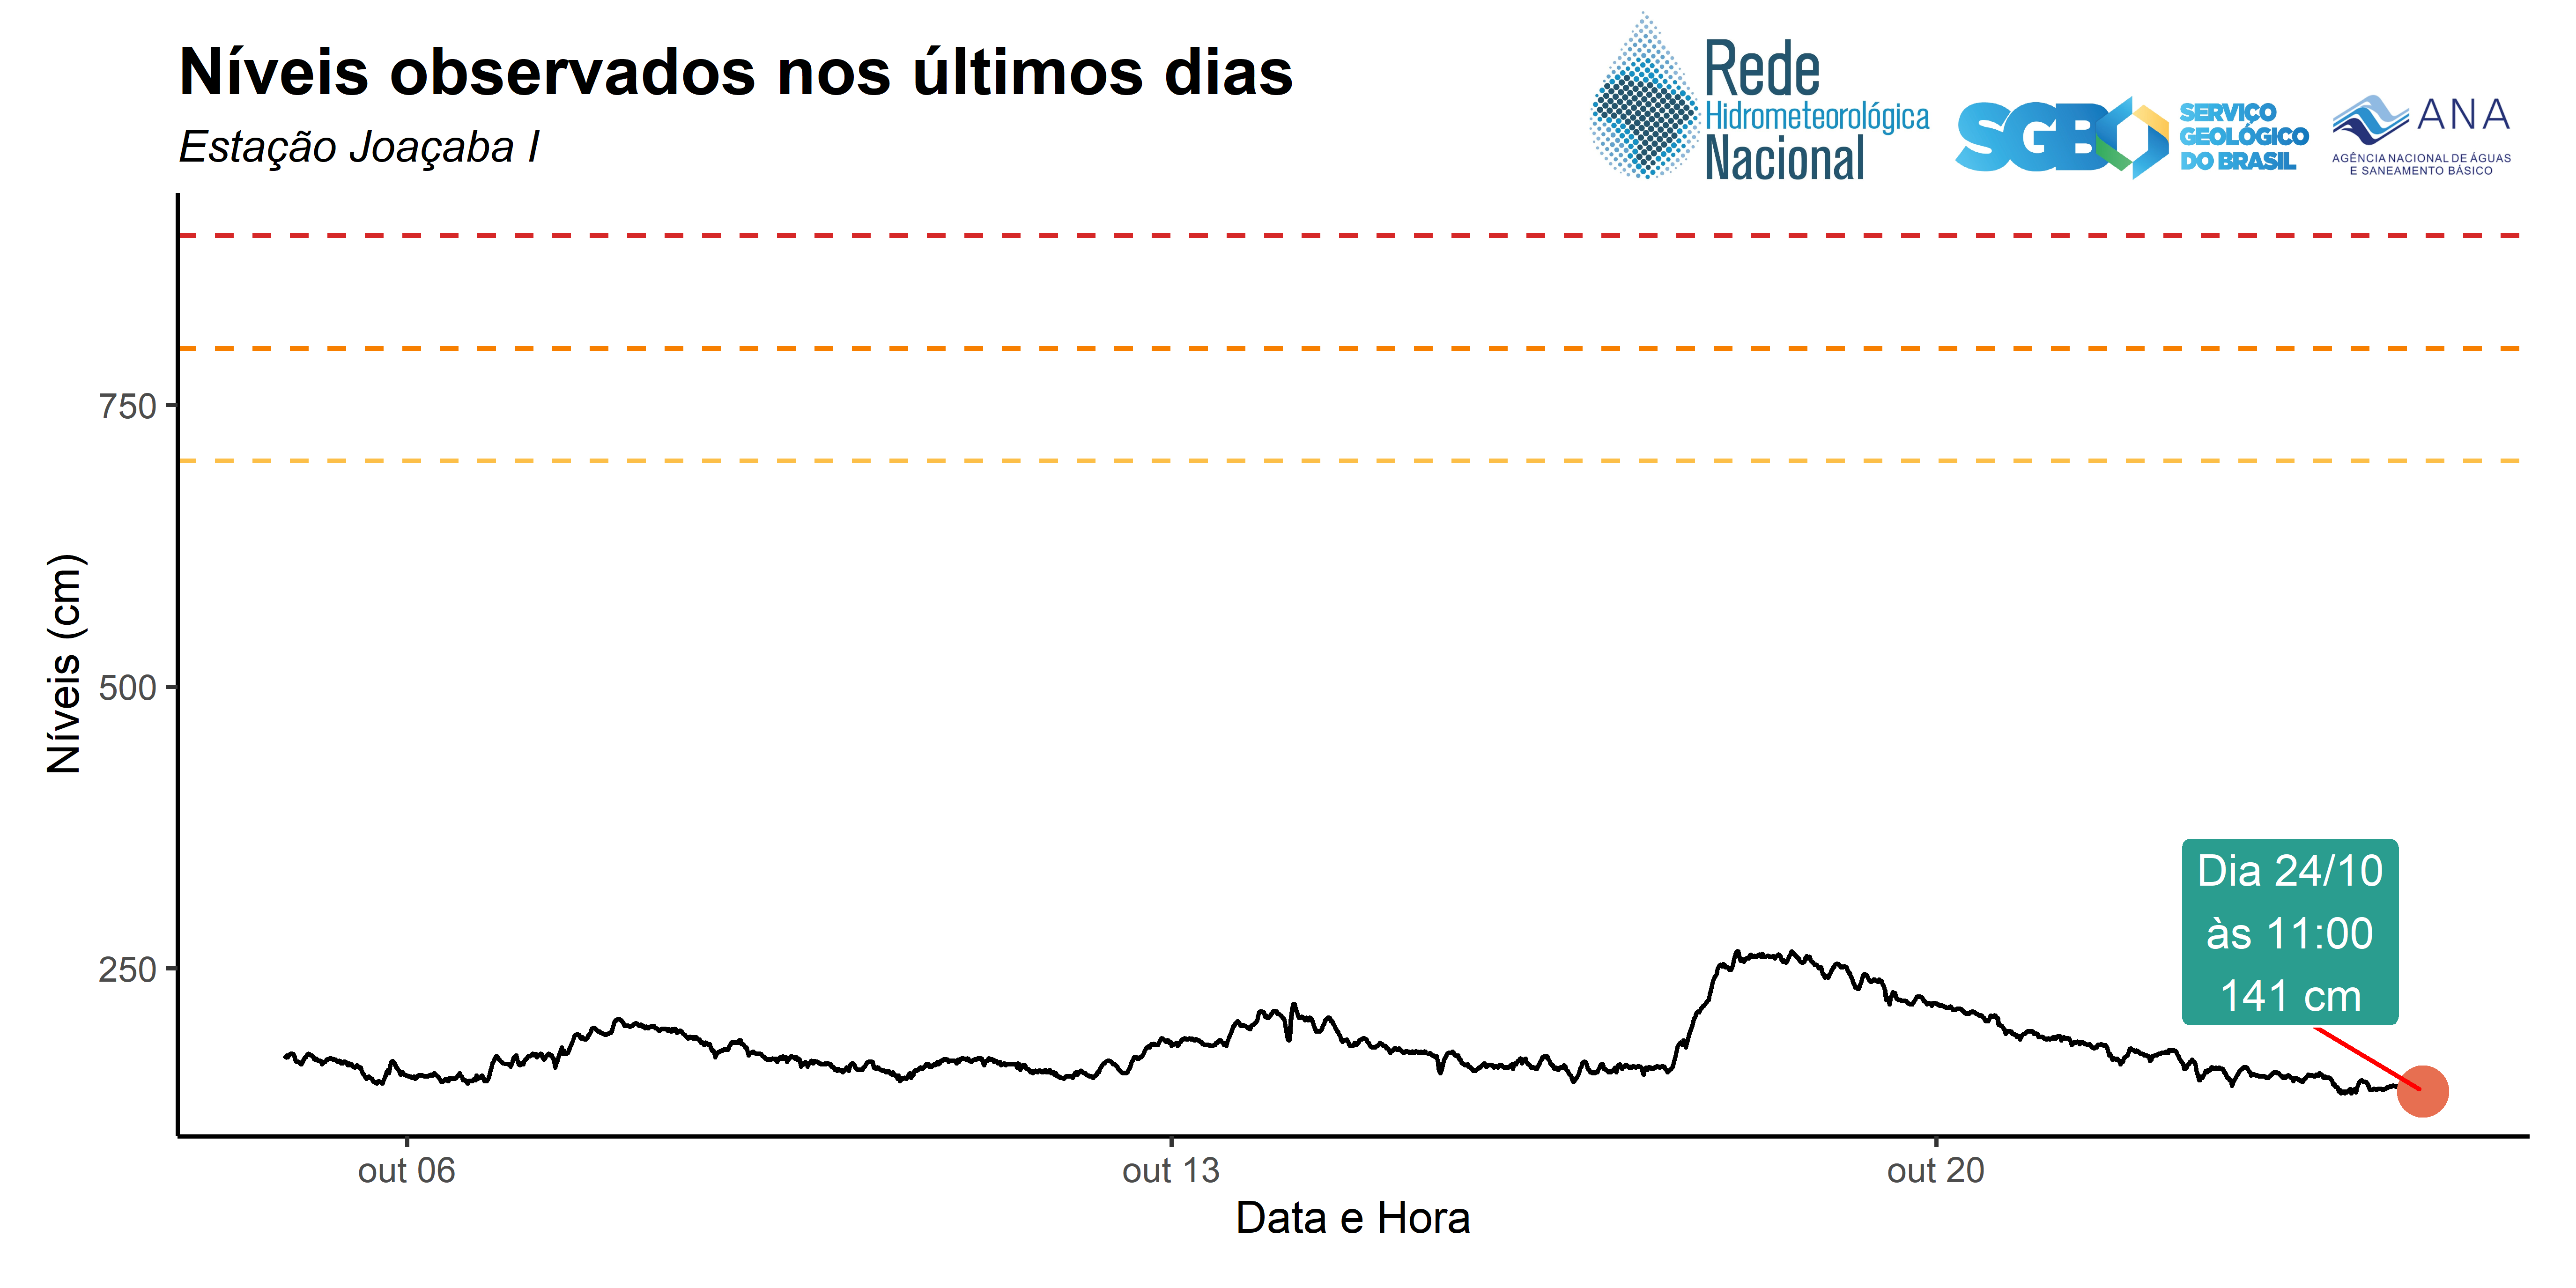 Níveis observados nos últimos dias
Estação Joaçaba I
Rede
Hidrometeorológica
Nacional
SGB
SERVIÇO
GEOLÓGICO
DO BRASIL
ANA
AGÊNCIA NACIONAL DE ÁGUAS
E SANEAMENTO BÁSICO
Níveis (cm)
750
500
250
Dia 24/10
às 11:00
141 cm
out 06
out 13
out 20
Data e Hora